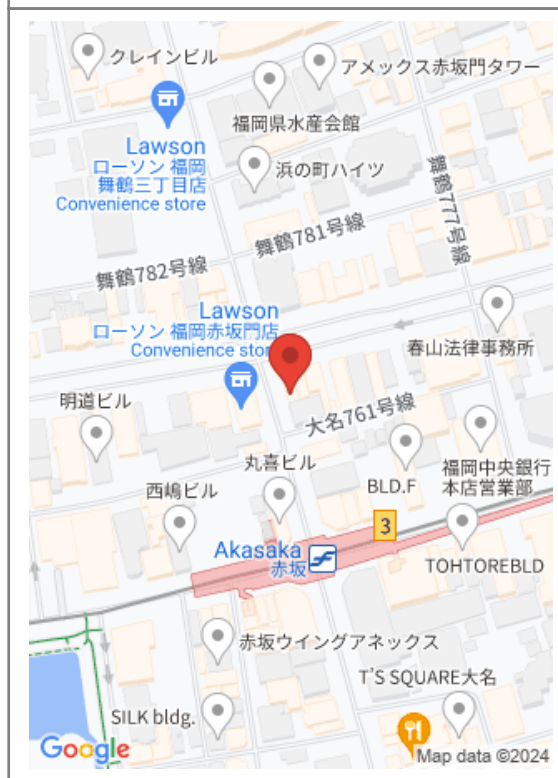 クレインビル
アメックス赤坂門タワー
Lawson
ローソン 福岡
舞鶴三丁目店
Convenience store
福岡県水産会館
浜の町ハイツ
舞鶴777号線
舞鶴781号線
舞鶴782号線
Lawson
ローソン 福岡赤坂門店
Convenience stor
春山法律事務所
明道ビル
大名761号線
丸喜ビル
西嶋ビル
BLD.F
福岡中央銀行
本店営業部
3
Akasaka
赤坂
TOHTOREBLD
赤坂ウイングアネックス
T'S SQUARE大名
SILK bldg.
Google
Map data ©2024